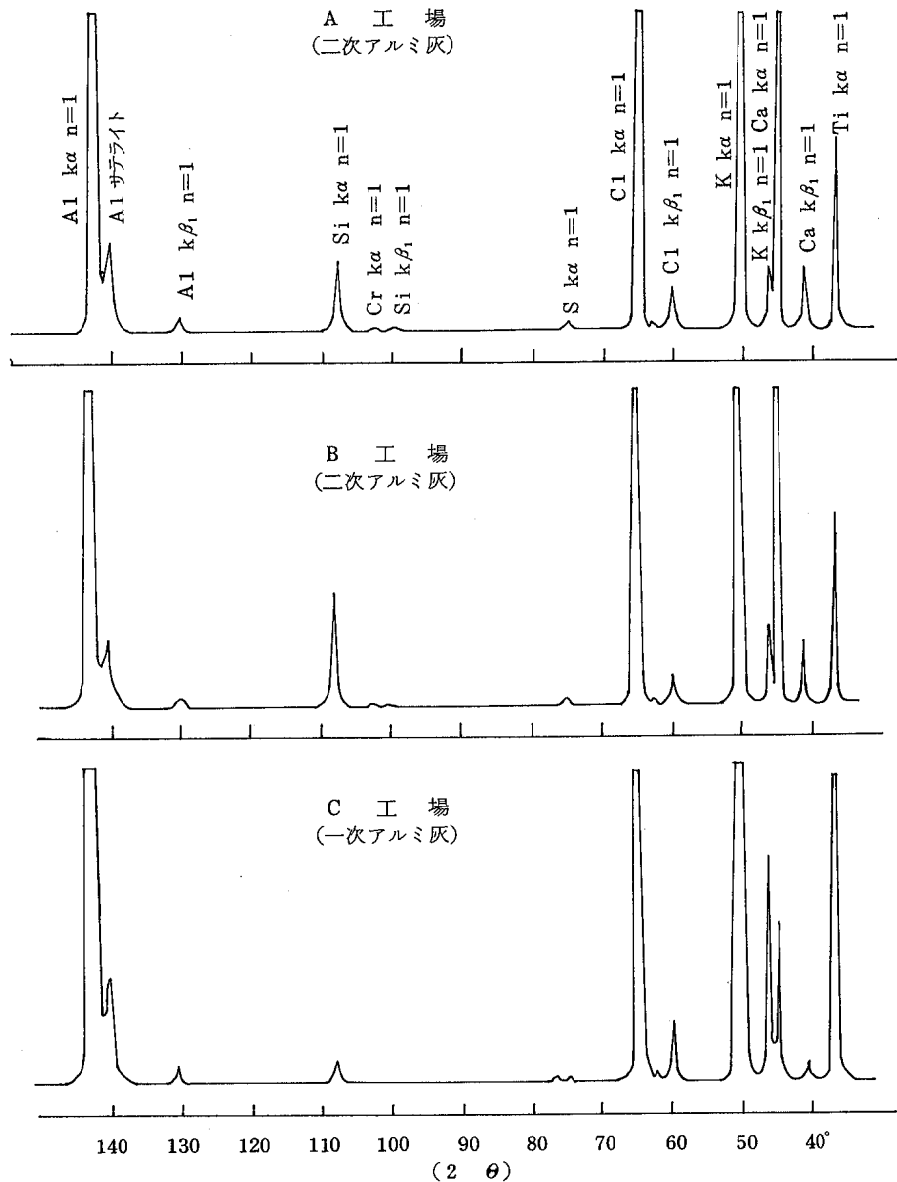 A 工 場
(二次アルミ灰)
Al kα n=1
Al サテライト
Al kβ₁ n=1
Si kα n=1
Cr kα n=1
Si kβ₁ n=1
S kα n=1
Cl kα n=1
Cl kβ₁ n=1
K kα n=1
K kβ₁ n=1
Ca kα n=1
Ca kβ₁ n=1
Ti kα n=1
B 工 場
(二次アルミ灰)
C 工 場
(一次アルミ灰)
140 130 120 110 100 90 80 70 60 50 40°
(2 θ)